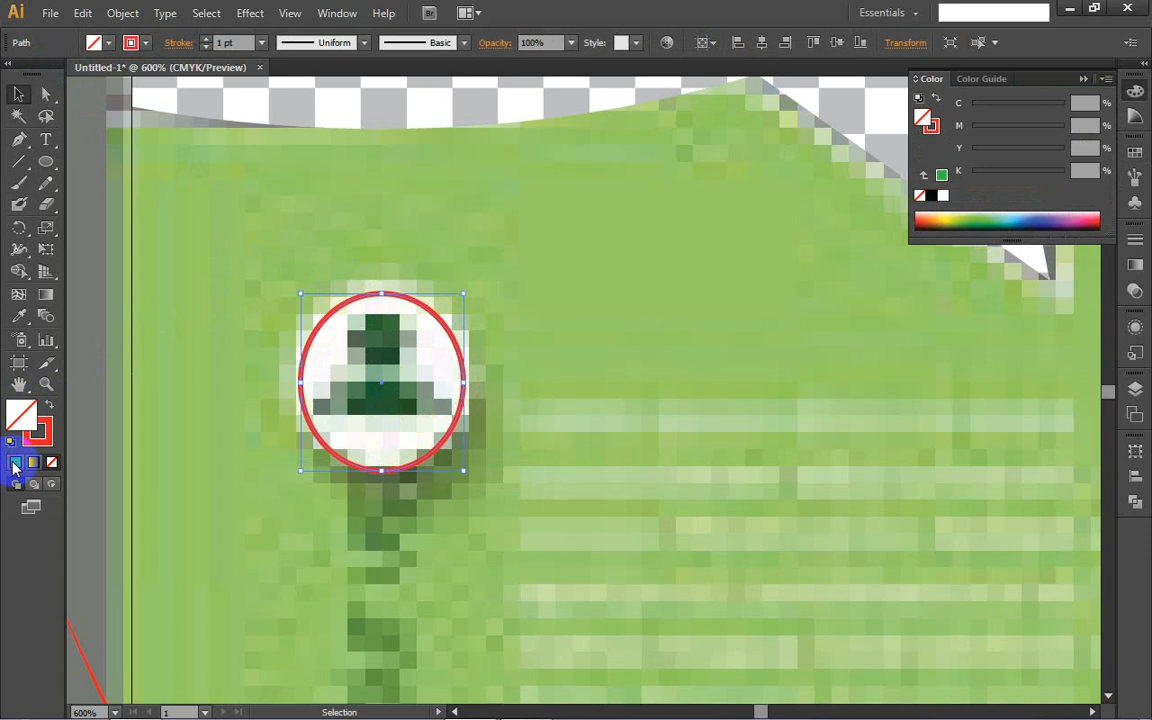 Ai File Edit Object Type Select Effect View Window Help Br Essentials
Path Stroke: 1 pt Uniform Basic Opacity: 100% Style: Transform
Untitled-1* @ 600% (CMYK/Preview) ×
Color Color Guide
C %
M %
Y %
K %
T
600% 1 Selection